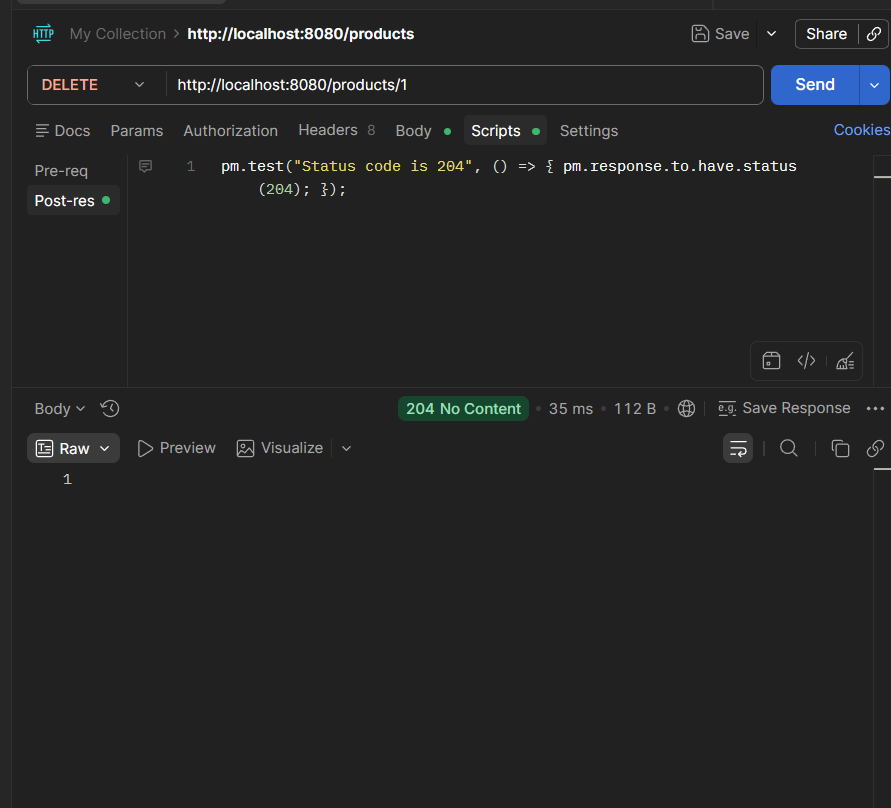 HTTP My Collection > http://localhost:8080/products Save Share
DELETE http://localhost:8080/products/1 Send
Docs Params Authorization Headers 8 Body Scripts Settings Cookies
Pre-req
Post-res
1 pm.test("Status code is 204", () => { pm.response.to.have.status
(204); });
Body 204 No Content • 35 ms • 112 B • e.g. Save Response
Raw Preview Visualize
1